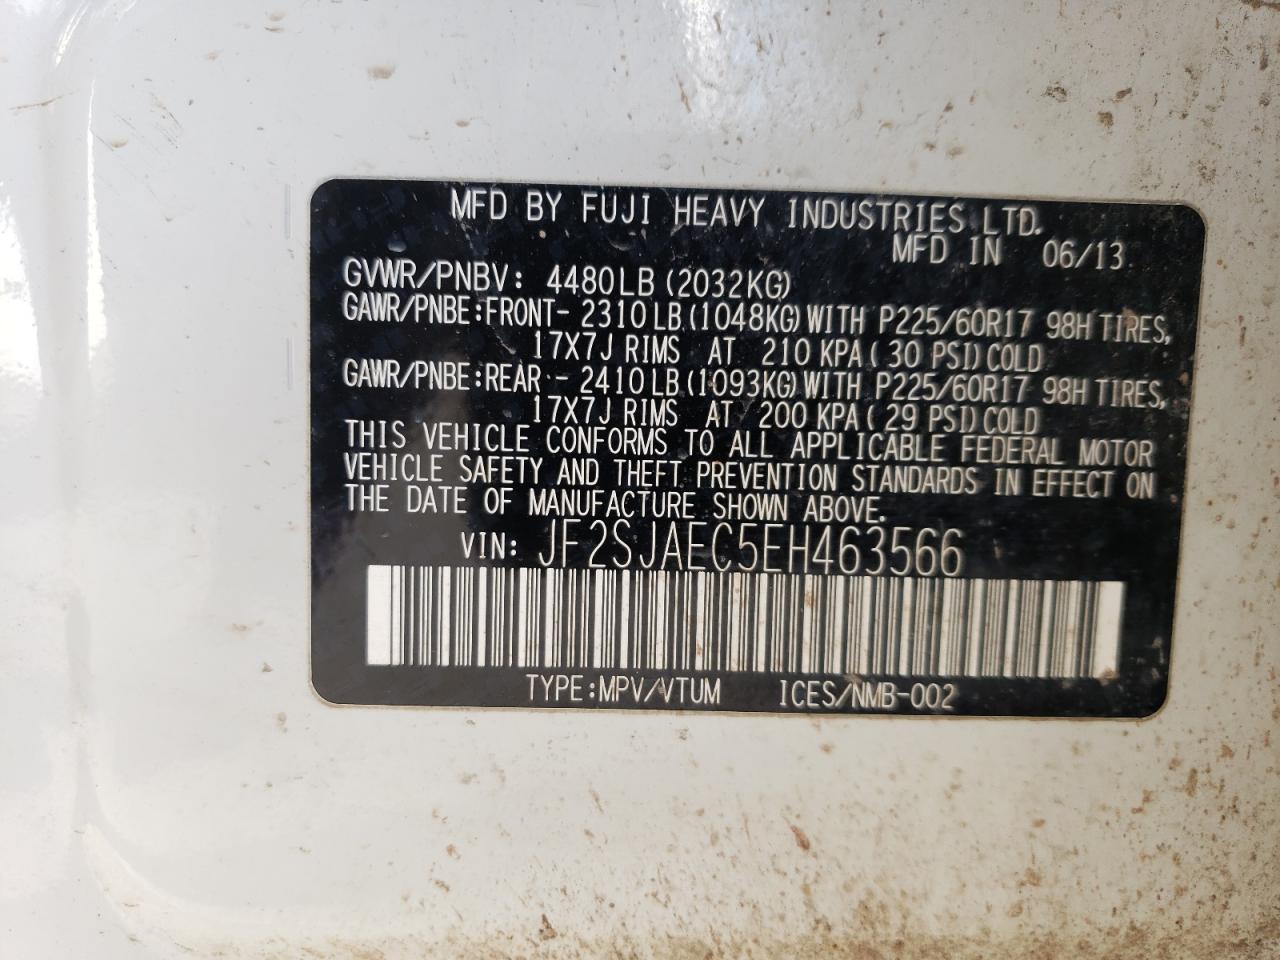 MFD BY FUJI HEAVY INDUSTRIES LTD.
MFD IN 06/13
GVWR/PNBV: 4480LB (2032KG)
GAWR/PNBE:FRONT- 2310 LB (1048KG) WITH P225/60R17 98H TIRES,
17X7J RIMS AT 210 KPA ( 30 PSI) COLD
GAWR/PNBE:REAR - 2410 LB (1093KG) WITH P225/60R17 98H TIRES,
17X7J RIMS AT 200 KPA ( 29 PSI) COLD
THIS VEHICLE CONFORMS TO ALL APPLICABLE FEDERAL MOTOR
VEHICLE SAFETY AND THEFT PREVENTION STANDARDS IN EFFECT ON
THE DATE OF MANUFACTURE SHOWN ABOVE.
VIN: JF2SJAEC5EH463566
TYPE:MPV/VTUM ICES/NMB-002